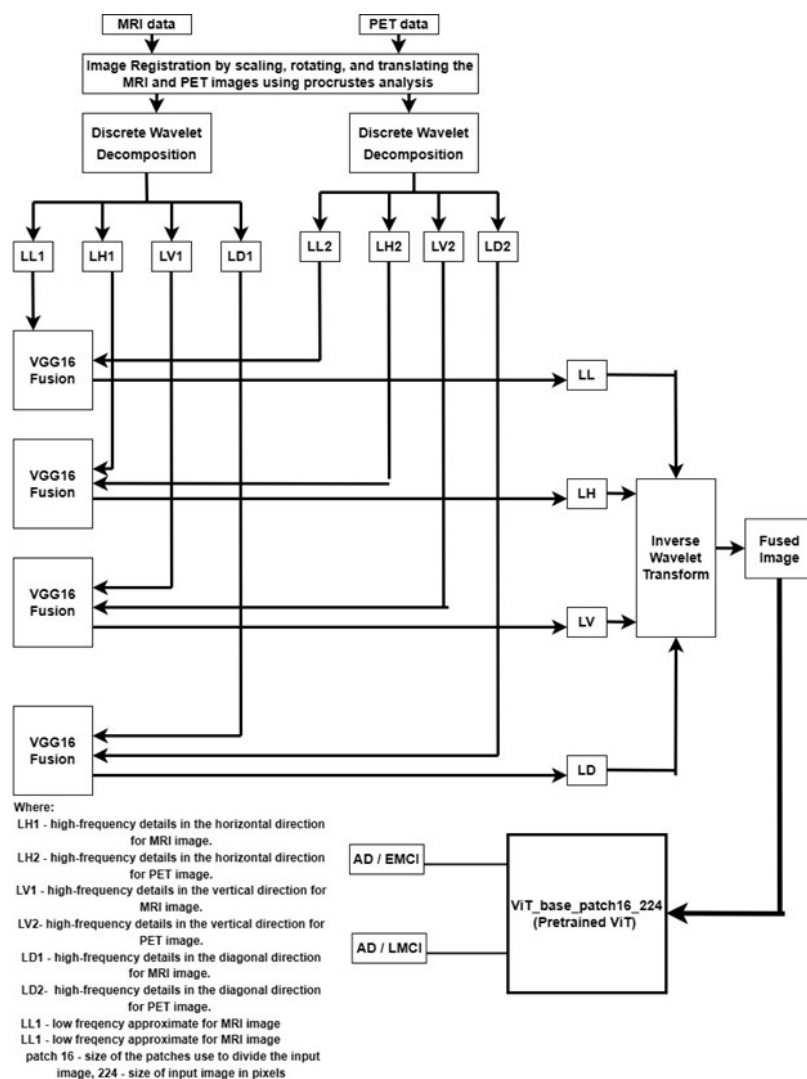 MRI data
PET data
Image Registration by scaling, rotating, and translating the
MRI and PET images using procrustes analysis
Discrete Wavelet
Decomposition
Discrete Wavelet
Decomposition
LL1
LH1
LV1
LD1
LL2
LH2
LV2
LD2
VGG16
Fusion
LL
VGG16
Fusion
LH
Inverse
Wavelet
Transform
Fused
Image
VGG16
Fusion
LV
VGG16
Fusion
LD
Where:
LH1 - high-frequency details in the horizontal direction
for MRI image.
LH2 - high-frequency details in the horizontal direction
for PET image.
LV1 - high-frequency details in the vertical direction for
MRI image.
LV2- high-frequency details in the vertical direction for
PET image.
LD1 - high-frequency details in the diagonal direction
for MRI image.
LD2- high-frequency details in the diagonal direction
for PET image.
LL1 - low freqency approximate for MRI image
LL1 - low freqency approximate for MRI image
patch 16 - size of the patches use to divide the input
image, 224 - size of input image in pixels
AD / EMCI
AD / LMCI
ViT_base_patch16_224
(Pretrained ViT)